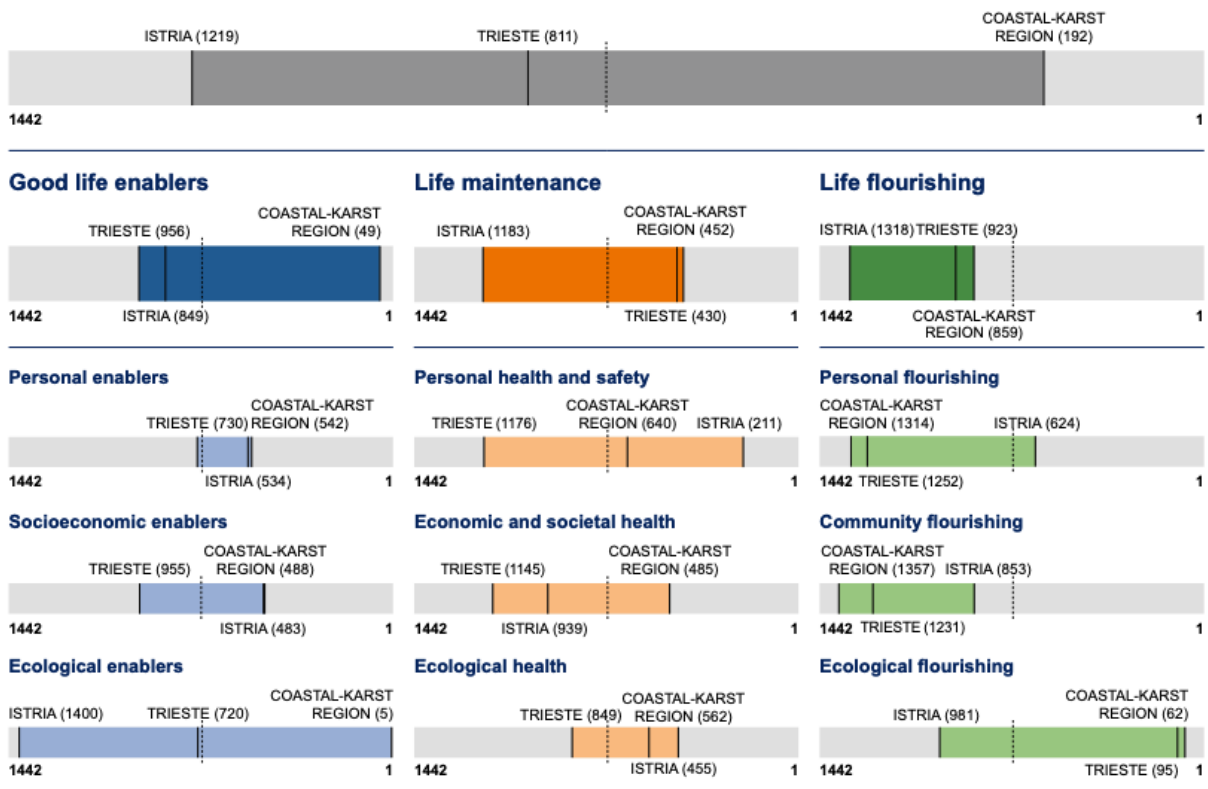 COASTAL-KARST
ISTRIA (1219) TRIESTE (811) REGION (192)
1442 1
Good life enablers
COASTAL-KARST
TRIESTE (956) REGION (49)
1442 ISTRIA (849) 1
Life maintenance
COASTAL-KARST
ISTRIA (1183) REGION (452)
1442 TRIESTE (430) 1
Life flourishing
ISTRIA (1318) TRIESTE (923)
1442 COASTAL-KARST 1
REGION (859)
Personal enablers
COASTAL-KARST
TRIESTE (730) REGION (542)
1442 ISTRIA (534) 1
Personal health and safety
COASTAL-KARST
TRIESTE (1176) REGION (640) ISTRIA (211)
1442 1
Personal flourishing
COASTAL-KARST
REGION (1314) ISTRIA (624)
1442 TRIESTE (1252) 1
Socioeconomic enablers
COASTAL-KARST
TRIESTE (955) REGION (488)
1442 ISTRIA (483) 1
Economic and societal health
COASTAL-KARST
TRIESTE (1145) REGION (485)
1442 ISTRIA (939) 1
Community flourishing
COASTAL-KARST
REGION (1357) ISTRIA (853)
1442 TRIESTE (1231) 1
Ecological enablers
COASTAL-KARST
ISTRIA (1400) TRIESTE (720) REGION (5)
1442 1
Ecological health
COASTAL-KARST
TRIESTE (849) REGION (562)
1442 ISTRIA (455) 1
Ecological flourishing
COASTAL-KARST
ISTRIA (981) REGION (62)
1442 TRIESTE (95) 1